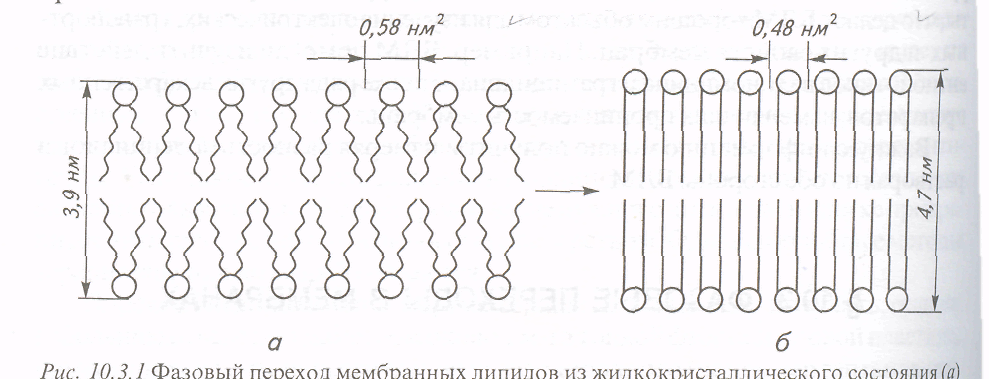 0,58 нм²
0,48 нм²
3,9 нм
4,7 нм
а
б
Рис. 10.3.1 Фазовый переход мембранных липидов из жидкокристаллического состояния (а)